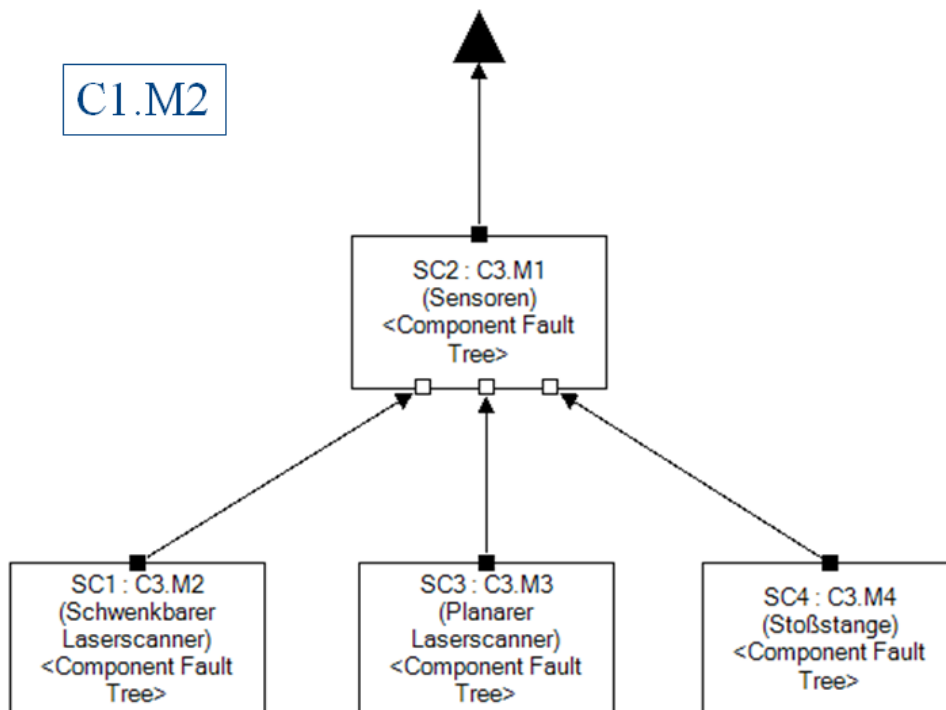 C1.M2
SC2 : C3.M1
(Sensoren)
<Component Fault
Tree>
SC1 : C3.M2
(Schwenkbarer
Laserscanner)
<Component Fault
Tree>
SC3 : C3.M3
(Planarer
Laserscanner)
<Component Fault
Tree>
SC4 : C3.M4
(Stoßstange)
<Component Fault
Tree>